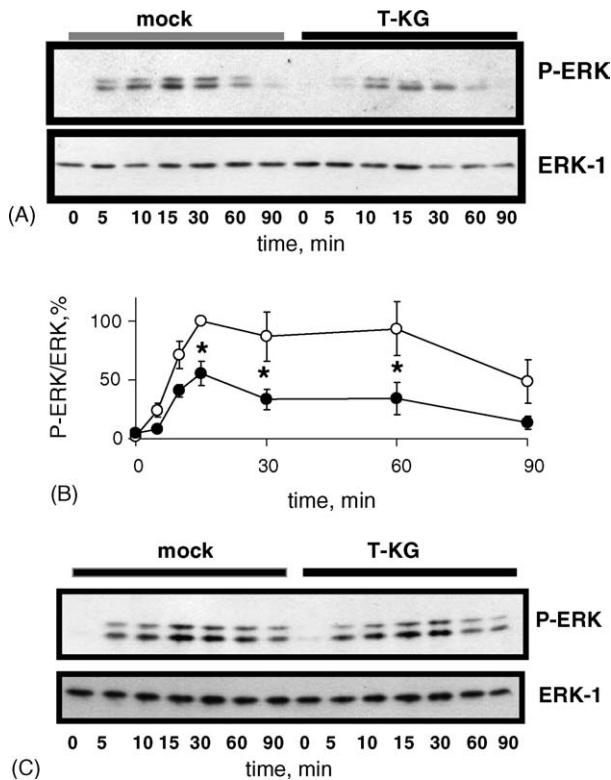 mock T-KG
P-ERK
ERK-1
0 5 10 15 30 60 90 0 5 10 15 30 60 90
(A)
time, min
P-ERK/ERK,%
100
50
0
* * *
0 30 60 90
(B)
time, min
mock T-KG
P-ERK
ERK-1
0 5 10 15 30 60 90 0 5 10 15 30 60 90
(C)
time, min